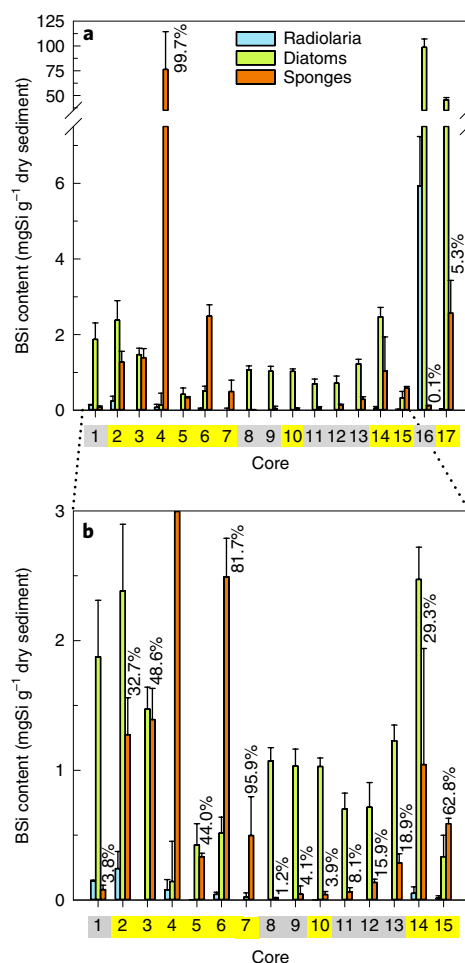 a
Radiolaria
Diatoms
Sponges
BSi content (mgSi g⁻¹ dry sediment)
125
100
75
50
6
4
2
0
99.7%
0.1%
5.3%
1 2 3 4 5 6 7 8 9 10 11 12 13 14 15 16 17
Core
b
BSi content (mgSi g⁻¹ dry sediment)
3
2
1
0
3.8%
32.7%
48.6%
44.0%
81.7%
95.9%
1.2%
4.1%
3.9%
8.1%
15.9%
18.9%
29.3%
62.8%
1 2 3 4 5 6 7 8 9 10 11 12 13 14 15
Core